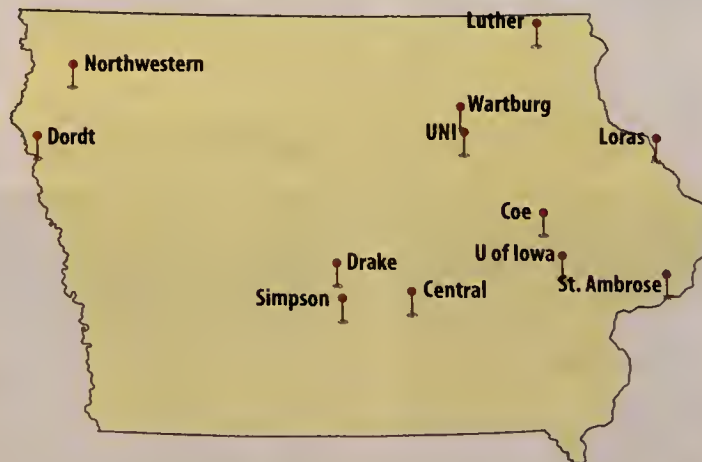 Luther
Northwestern
Wartburg
UNI
Dordt
Loras
Coe
U of Iowa
Drake
St. Ambrose
Simpson
Central